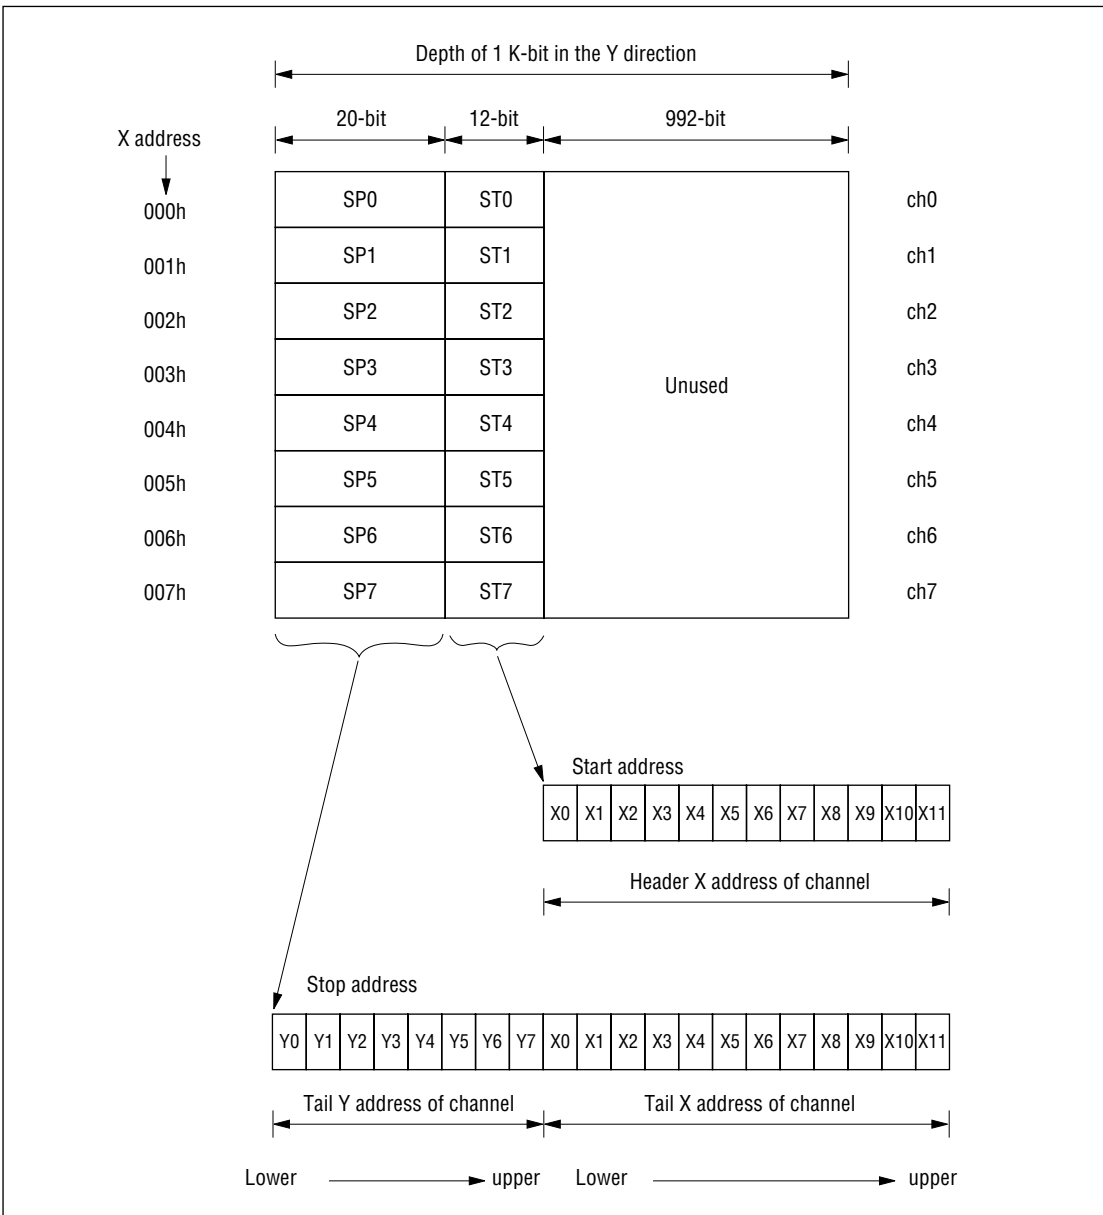 Depth of 1 K-bit in the Y direction
20-bit 12-bit 992-bit
X address
000h SP0 ST0 ch0
001h SP1 ST1 ch1
002h SP2 ST2 ch2
003h SP3 ST3 ch3
Unused
004h SP4 ST4 ch4
005h SP5 ST5 ch5
006h SP6 ST6 ch6
007h SP7 ST7 ch7
Start address
X0 X1 X2 X3 X4 X5 X6 X7 X8 X9 X10 X11
Header X address of channel
Stop address
Y0 Y1 Y2 Y3 Y4 Y5 Y6 Y7 X0 X1 X2 X3 X4 X5 X6 X7 X8 X9 X10 X11
Tail Y address of channel Tail X address of channel
Lower upper Lower upper